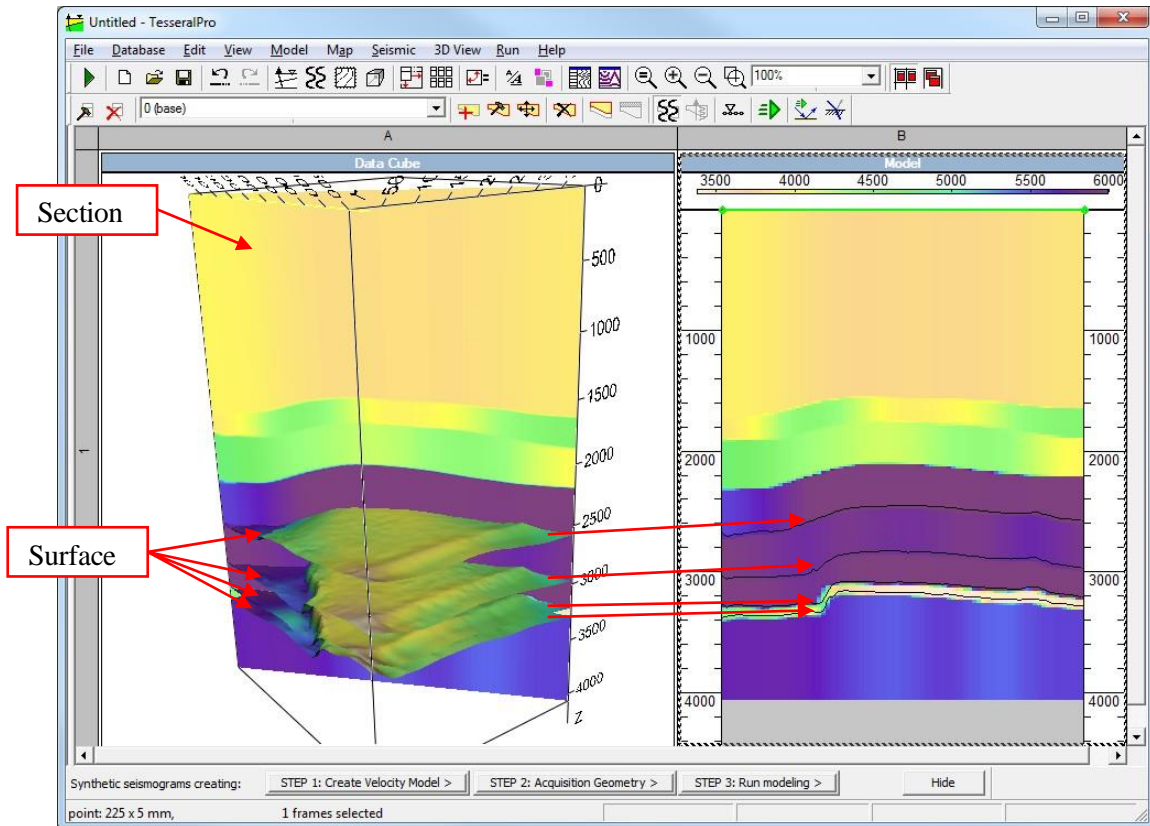 Untitled - TesseralPro
File Database Edit View Model Map Seismic 3D View Run Help
100%
0 (base)
A B
Data Cube Model
Section
Surface
0
-500
-1000
-1500
-2000
-2500
-3000
-3500
-4000
Z
3500 4000 4500 5000 5500 6000
1000 1000
2000 2000
3000 3000
4000 4000
1
Synthetic seismograms creating: STEP 1: Create Velocity Model > STEP 2: Acquisition Geometry > STEP 3: Run modeling > Hide
point: 225 x 5 mm, 1 frames selected